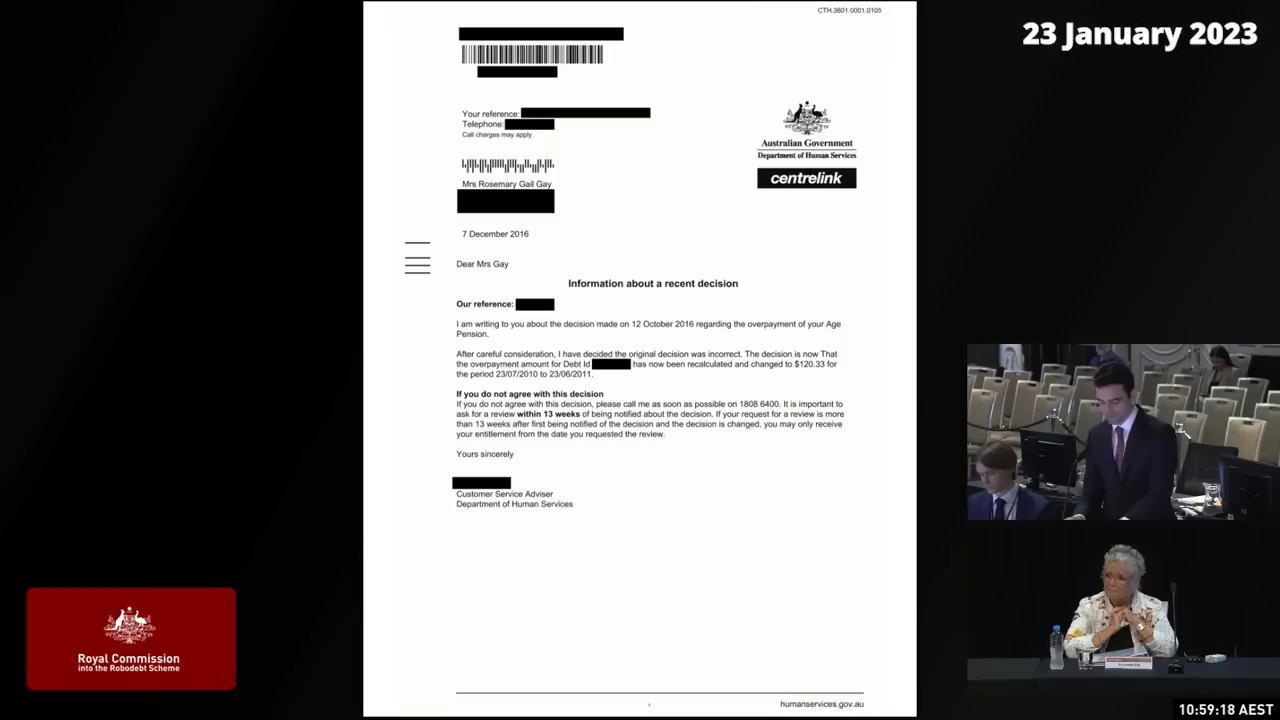 CTH.3801.0001.0105
23 January 2023
Your reference:
Telephone:
Call charges may apply.
Australian Government
Department of Human Services
centrelink
Mrs Rosemary Gail Gay
7 December 2016
Dear Mrs Gay
Information about a recent decision
Our reference:
I am writing to you about the decision made on 12 October 2016 regarding the overpayment of your Age
Pension.
After careful consideration, I have decided the original decision was incorrect. The decision is now That
the overpayment amount for Debt Id has now been recalculated and changed to $120.33 for
the period 23/07/2010 to 23/06/2011.
If you do not agree with this decision
If you do not agree with this decision, please call me as soon as possible on 1808 6400. It is important to
ask for a review within 13 weeks of being notified about the decision. If your request for a review is more
than 13 weeks after first being notified of the decision and the decision is changed, you may only receive
your entitlement from the date you requested the review.
Yours sincerely
Customer Service Adviser
Department of Human Services
humansservices.gov.au
Royal Commission
into the Robodebt Scheme
10:59:18 AEST